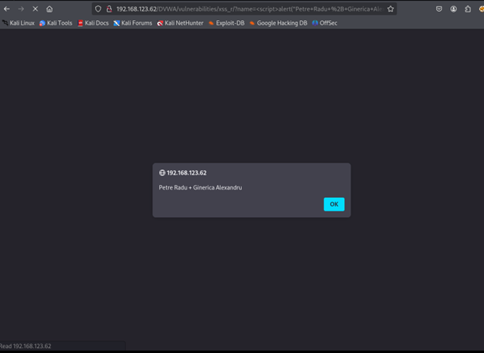 192.168.123.62/DVWA/vulnerabilities/xss_r/?name=<script>alert("Petre+Radu+%2B+Ginerica+Al
Kali Linux Kali Tools Kali Docs Kali Forums Kali NetHunter Exploit-DB Google Hacking DB OffSec
192.168.123.62
Petre Radu + Ginerica Alexandru
OK
Read 192.168.123.62